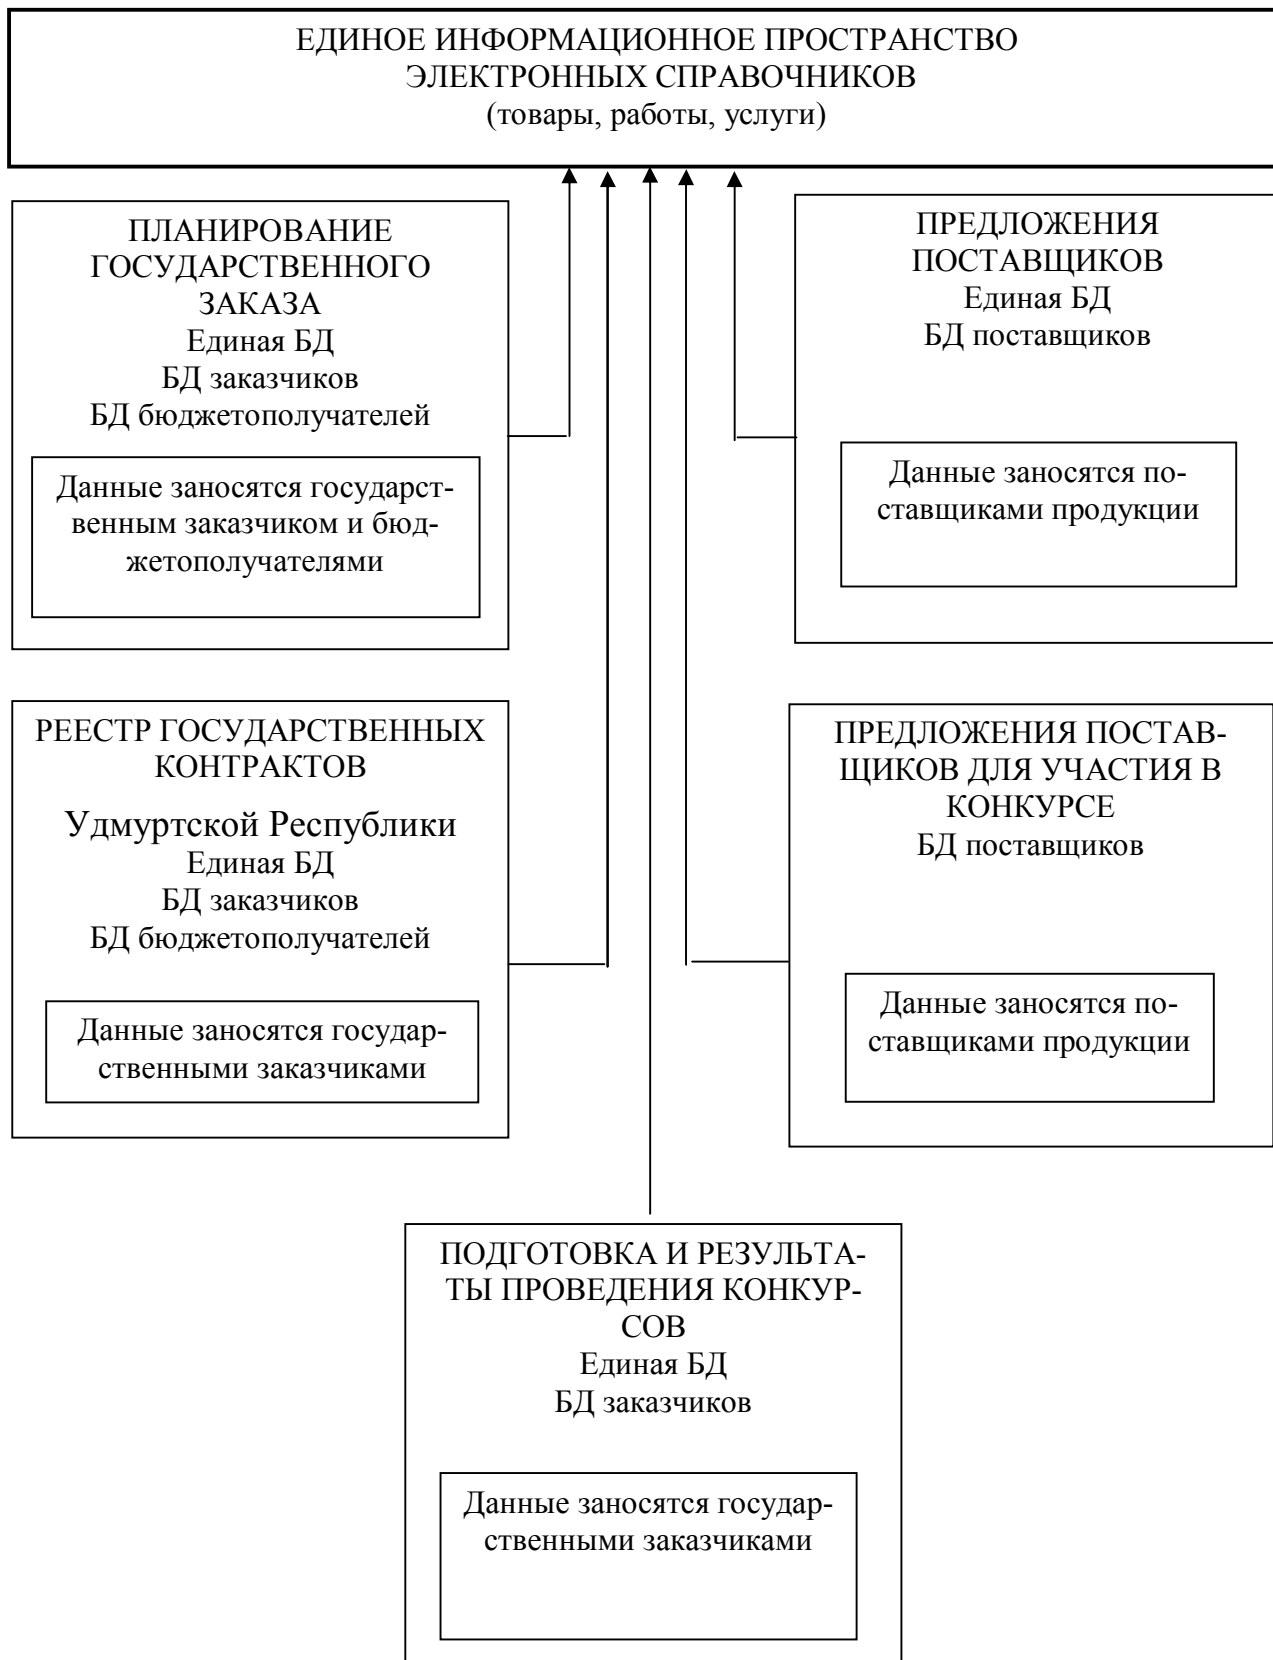 ЕДИНОЕ ИНФОРМАЦИОННОЕ ПРОСТРАНСТВО
ЭЛЕКТРОННЫХ СПРАВОЧНИКОВ
(товары, работы, услуги)
ПЛАНИРОВАНИЕ
ГОСУДАРСТВЕННОГО
ЗАКАЗА
Единая БД
БД заказчиков
БД бюджетополучателей
Данные заносятся государст-
венным заказчиком и бюд-
жетополучателями
ПРЕДЛОЖЕНИЯ
ПОСТАВЩИКОВ
Единая БД
БД поставщиков
Данные заносятся по-
ставщиками продукции
РЕЕСТР ГОСУДАРСТВЕННЫХ
КОНТРАКТОВ
Удмуртской Республики
Единая БД
БД заказчиков
БД бюджетополучателей
Данные заносятся государ-
ственными заказчиками
ПРЕДЛОЖЕНИЯ ПОСТАВ-
ЩИКОВ ДЛЯ УЧАСТИЯ В
КОНКУРСЕ
БД поставщиков
Данные заносятся по-
ставщиками продукции
ПОДГОТОВКА И РЕЗУЛЬТА-
ТЫ ПРОВЕДЕНИЯ КОНКУР-
СОВ
Единая БД
БД заказчиков
Данные заносятся государ-
ственными заказчиками